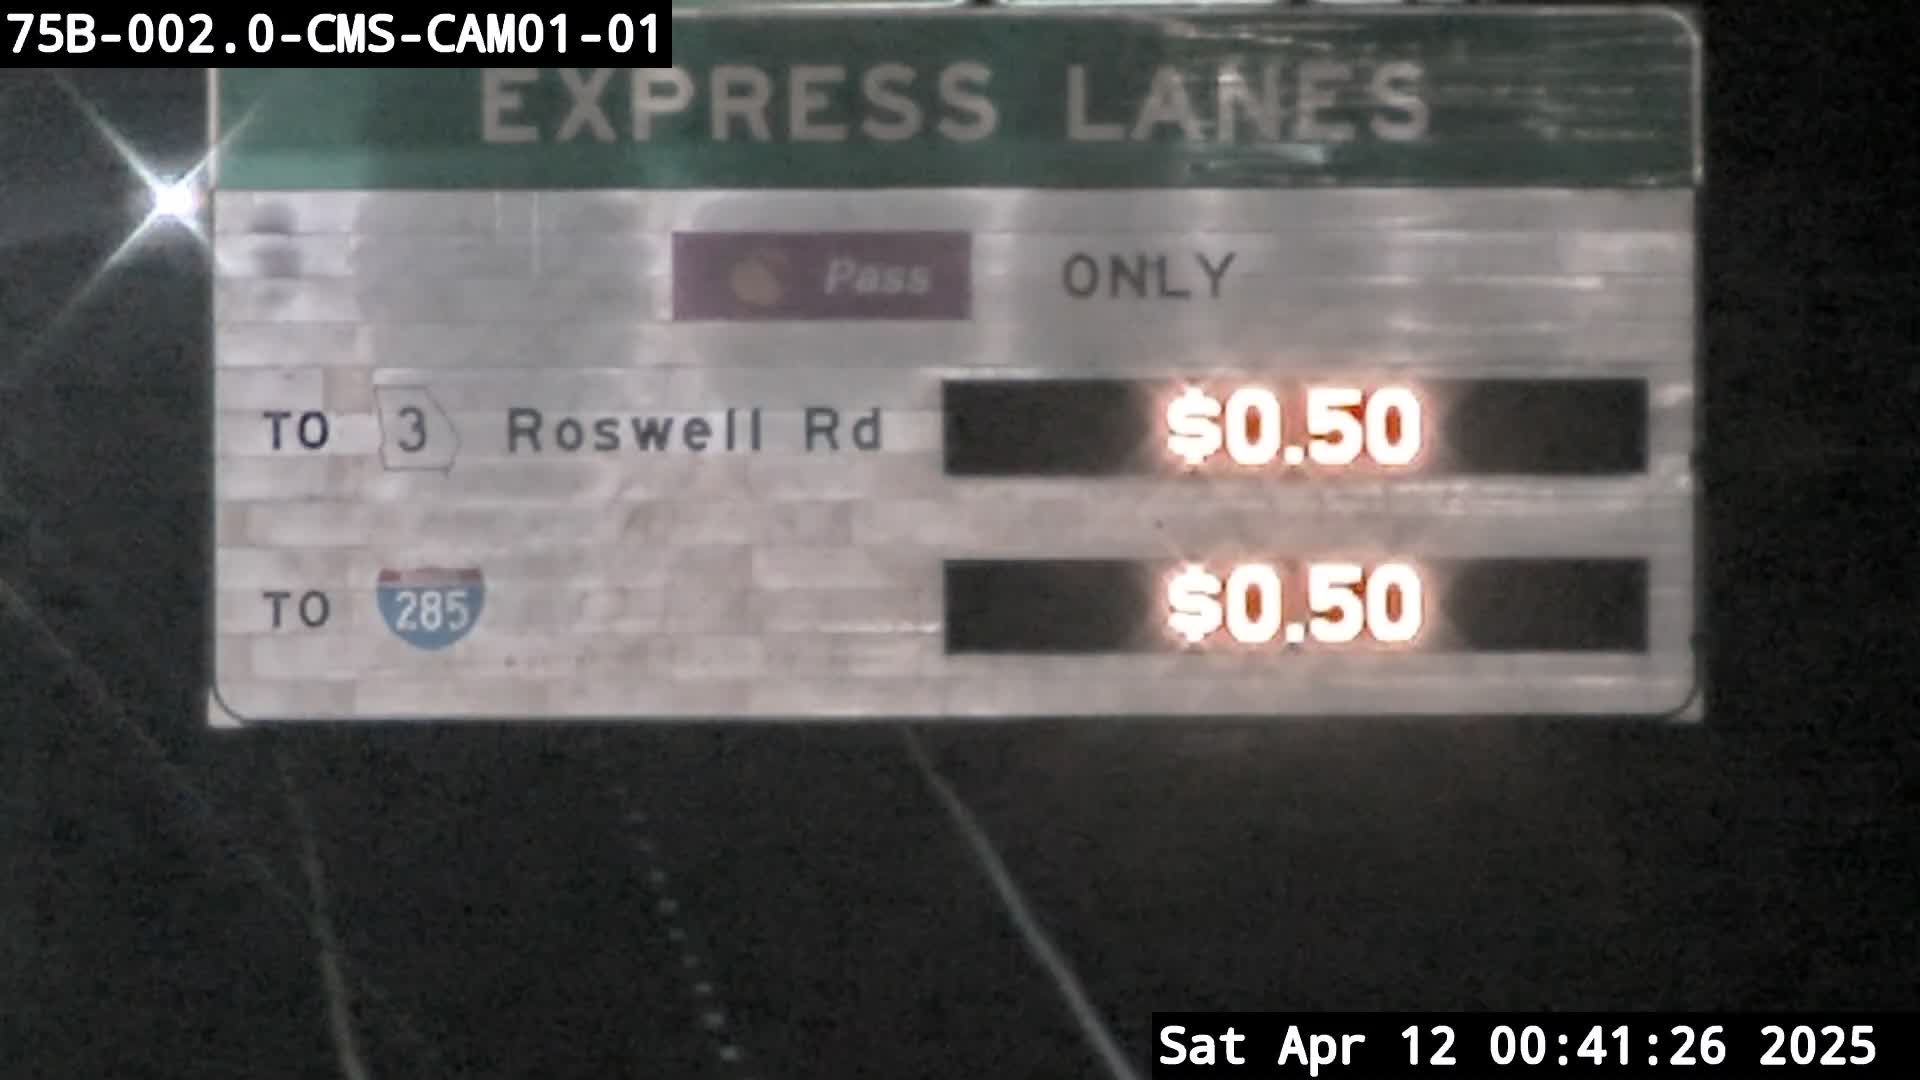 75B-002.0-CMS-CAM01-01
EXPRESS LANES
Pass ONLY
TO 3 Roswell Rd $0.50
TO 285 $0.50
Sat Apr 12 00:41:26 2025